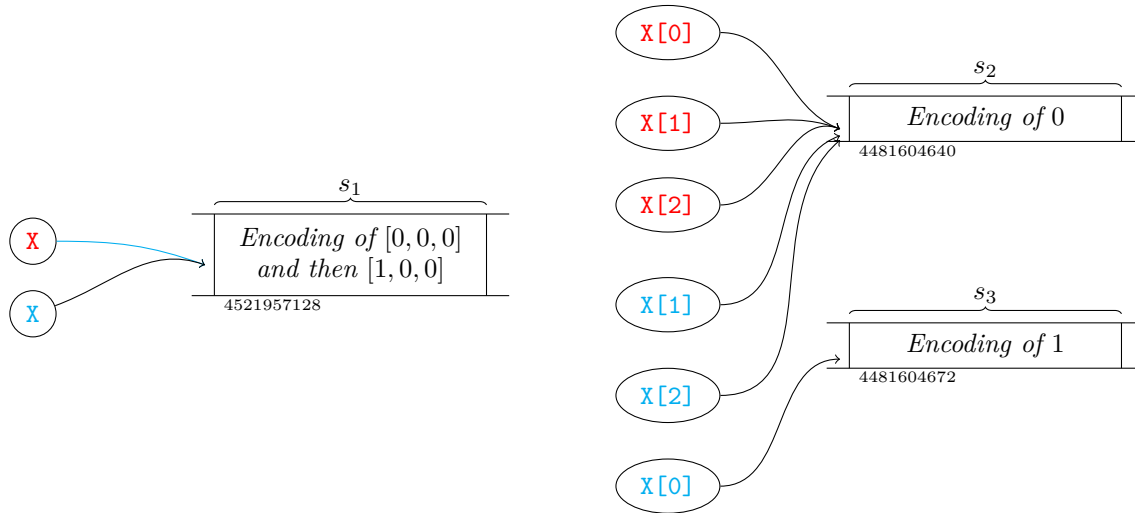 X
X
s₁
Encoding of [0, 0, 0]
and then [1, 0, 0]
4521957128
X[0]
X[1]
X[2]
X[1]
X[2]
X[0]
s₂
Encoding of 0
4481604640
s₃
Encoding of 1
4481604672